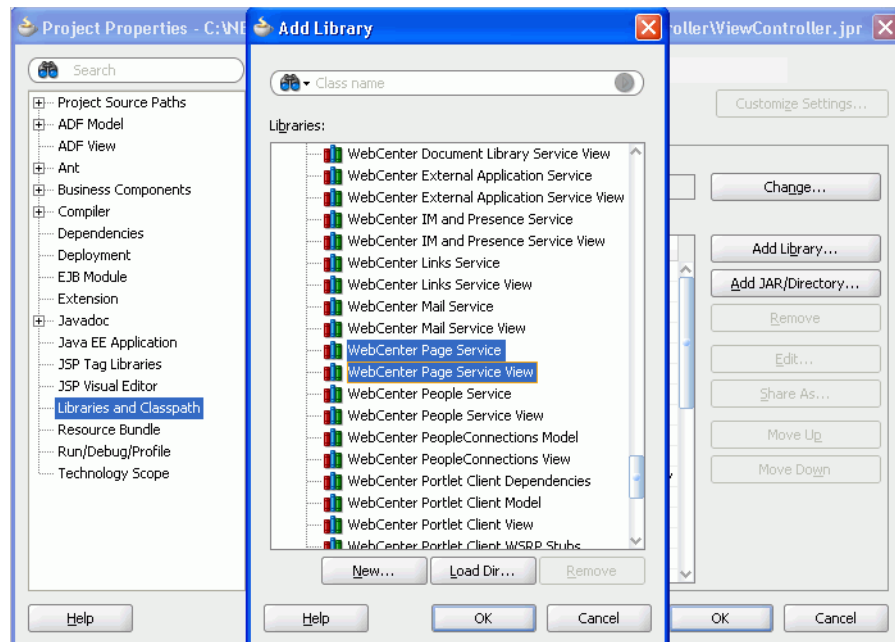 Project Properties - C:\NE
Search
Project Source Paths
ADF Model
ADF View
Ant
Business Components
Compiler
Dependencies
Deployment
EJB Module
Extension
Javadoc
Java EE Application
JSP Tag Libraries
JSP Visual Editor
Libraries and Classpath
Resource Bundle
Run/Debug/Profile
Technology Scope
Help
Add Library
Class name
Libraries:
WebCenter Document Library Service View
WebCenter External Application Service
WebCenter External Application Service View
WebCenter IM and Presence Service
WebCenter IM and Presence Service View
WebCenter Links Service
WebCenter Links Service View
WebCenter Mail Service
WebCenter Mail Service View
WebCenter Page Service
WebCenter Page Service View
WebCenter People Service
WebCenter People Service View
WebCenter PeopleConnections Model
WebCenter PeopleConnections View
WebCenter Portlet Client Dependencies
WebCenter Portlet Client Model
WebCenter Portlet Client View
WebCenter Portlet Client WSRP Stubs
New... Load Dir... Remove
Help OK Cancel
oller\ViewController.jpr
Customize Settings...
Change...
Add Library...
Add JAR/Directory...
Remove
Edit...
Share As...
Move Up
Move Down
OK Cancel